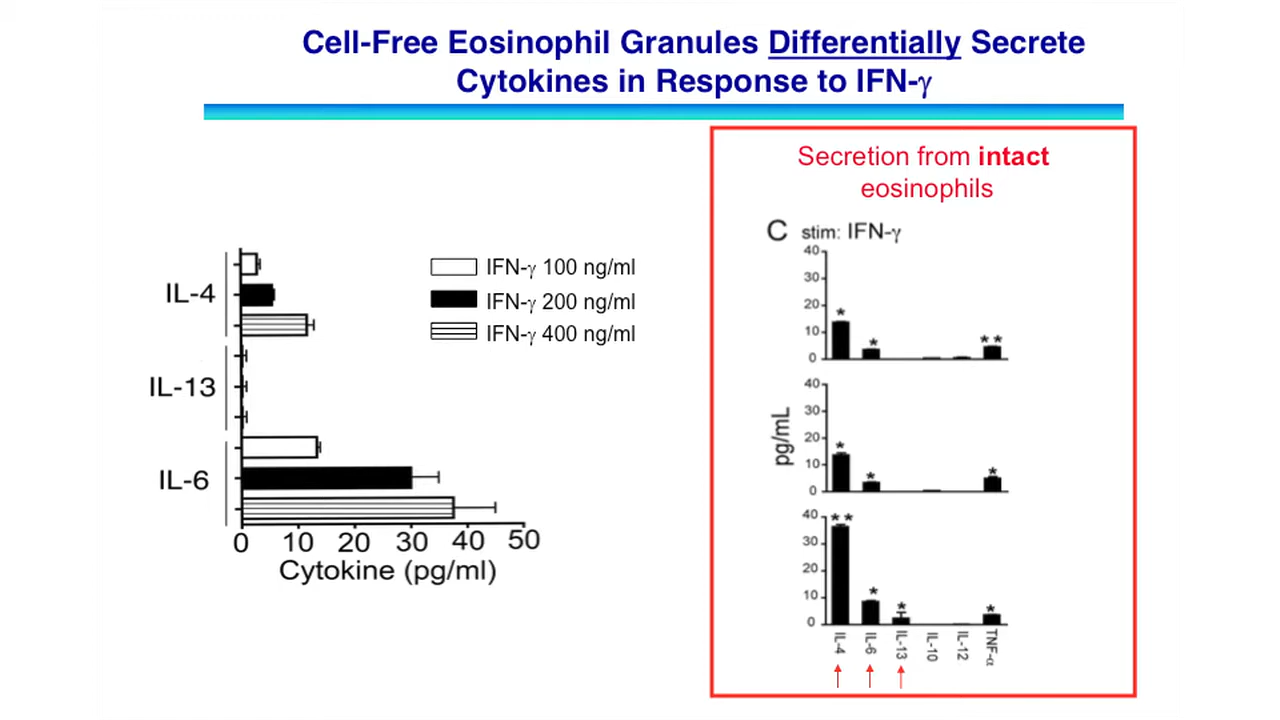 Cell-Free Eosinophil Granules Differentially Secrete
Cytokines in Response to IFN-γ
IL-4
IL-13
IL-6
0 10 20 30 40 50
Cytokine (pg/ml)
IFN-γ 100 ng/ml
IFN-γ 200 ng/ml
IFN-γ 400 ng/ml
Secretion from intact
eosinophils
C stim: IFN-γ
40
30
20
10
0
*
*
**
pg/mL
40
30
20
10
0
*
*
*
40
30
20
10
0
**
*
*
*
IL-4
IL-6
IL-13
IL-10
IL-12
TNF-α